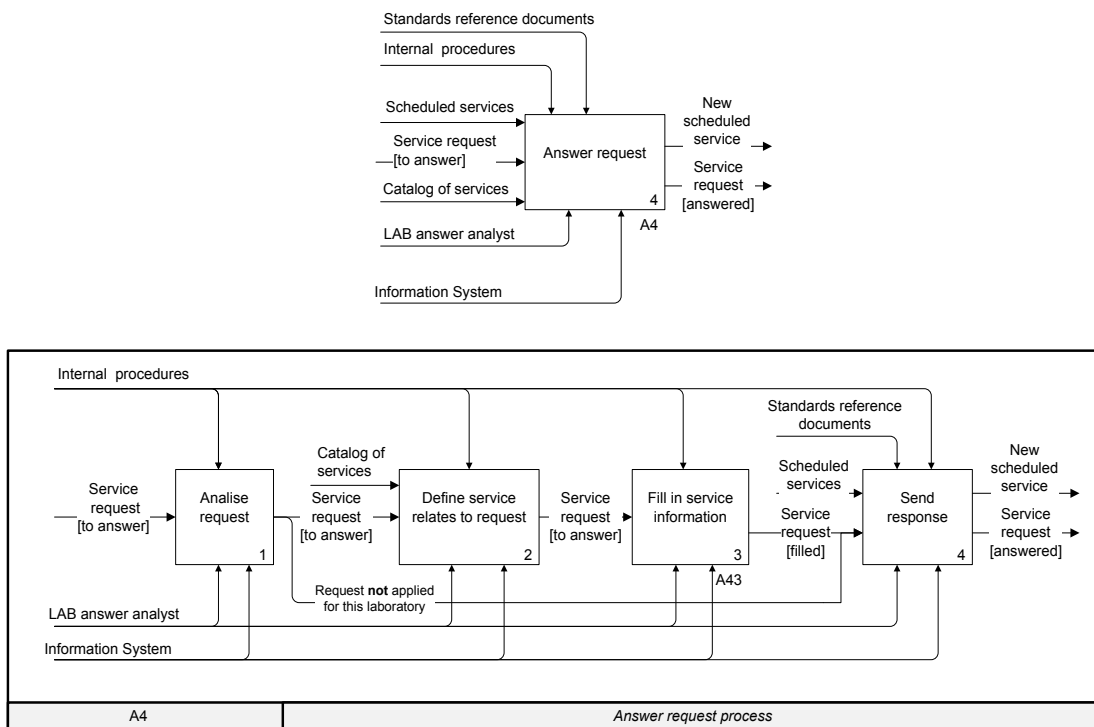 Standards reference documents
Internal procedures
Scheduled services
Service request
[to answer]
Catalog of services
LAB answer analyst
Information System
Answer request
4
A4
New
scheduled
service
Service
request
[answered]
Internal procedures
Service
request
[to answer]
Analise
request
1
Catalog of
services
Service
request
[to answer]
Define service
relates to request
2
Service
request
[to answer]
Fill in service
information
3
A43
Standards reference
documents
Scheduled
services
Service
request
[filled]
Send
response
4
New
scheduled
service
Service
request
[answered]
Request not applied
for this laboratory
LAB answer analyst
Information System
A4
Answer request process